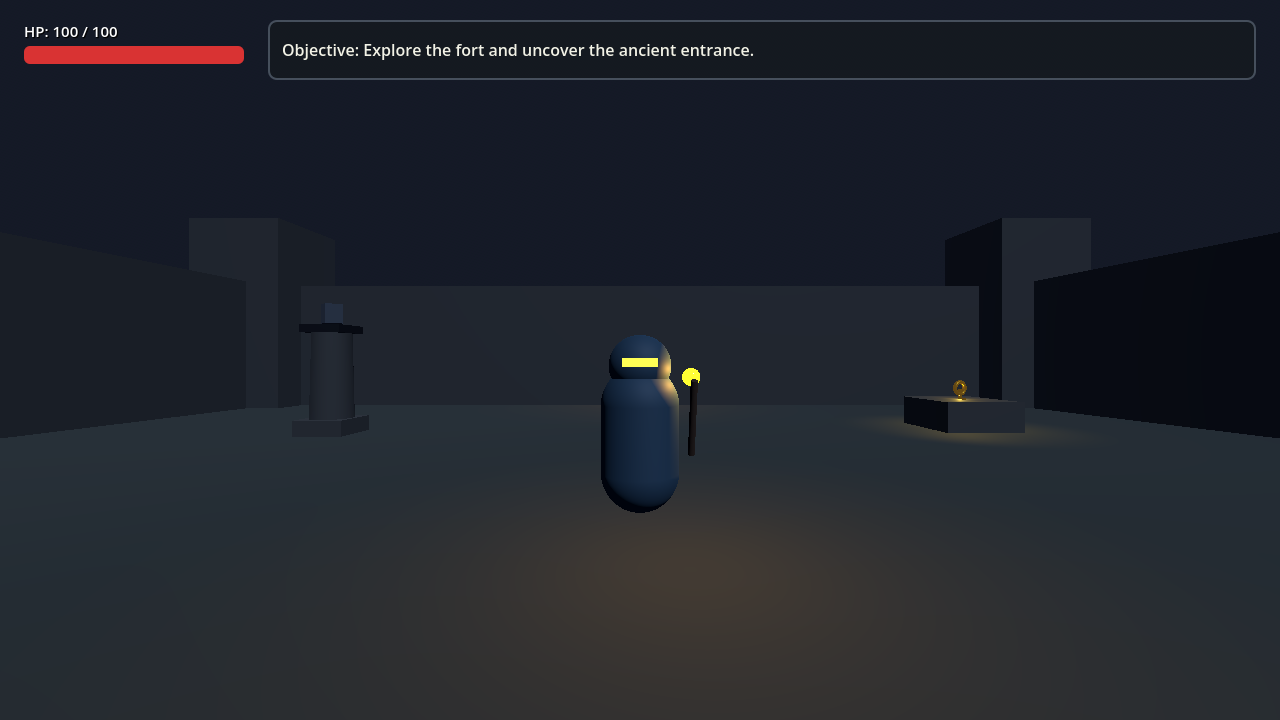 HP: 100 / 100
Objective: Explore the fort and uncover the ancient entrance.